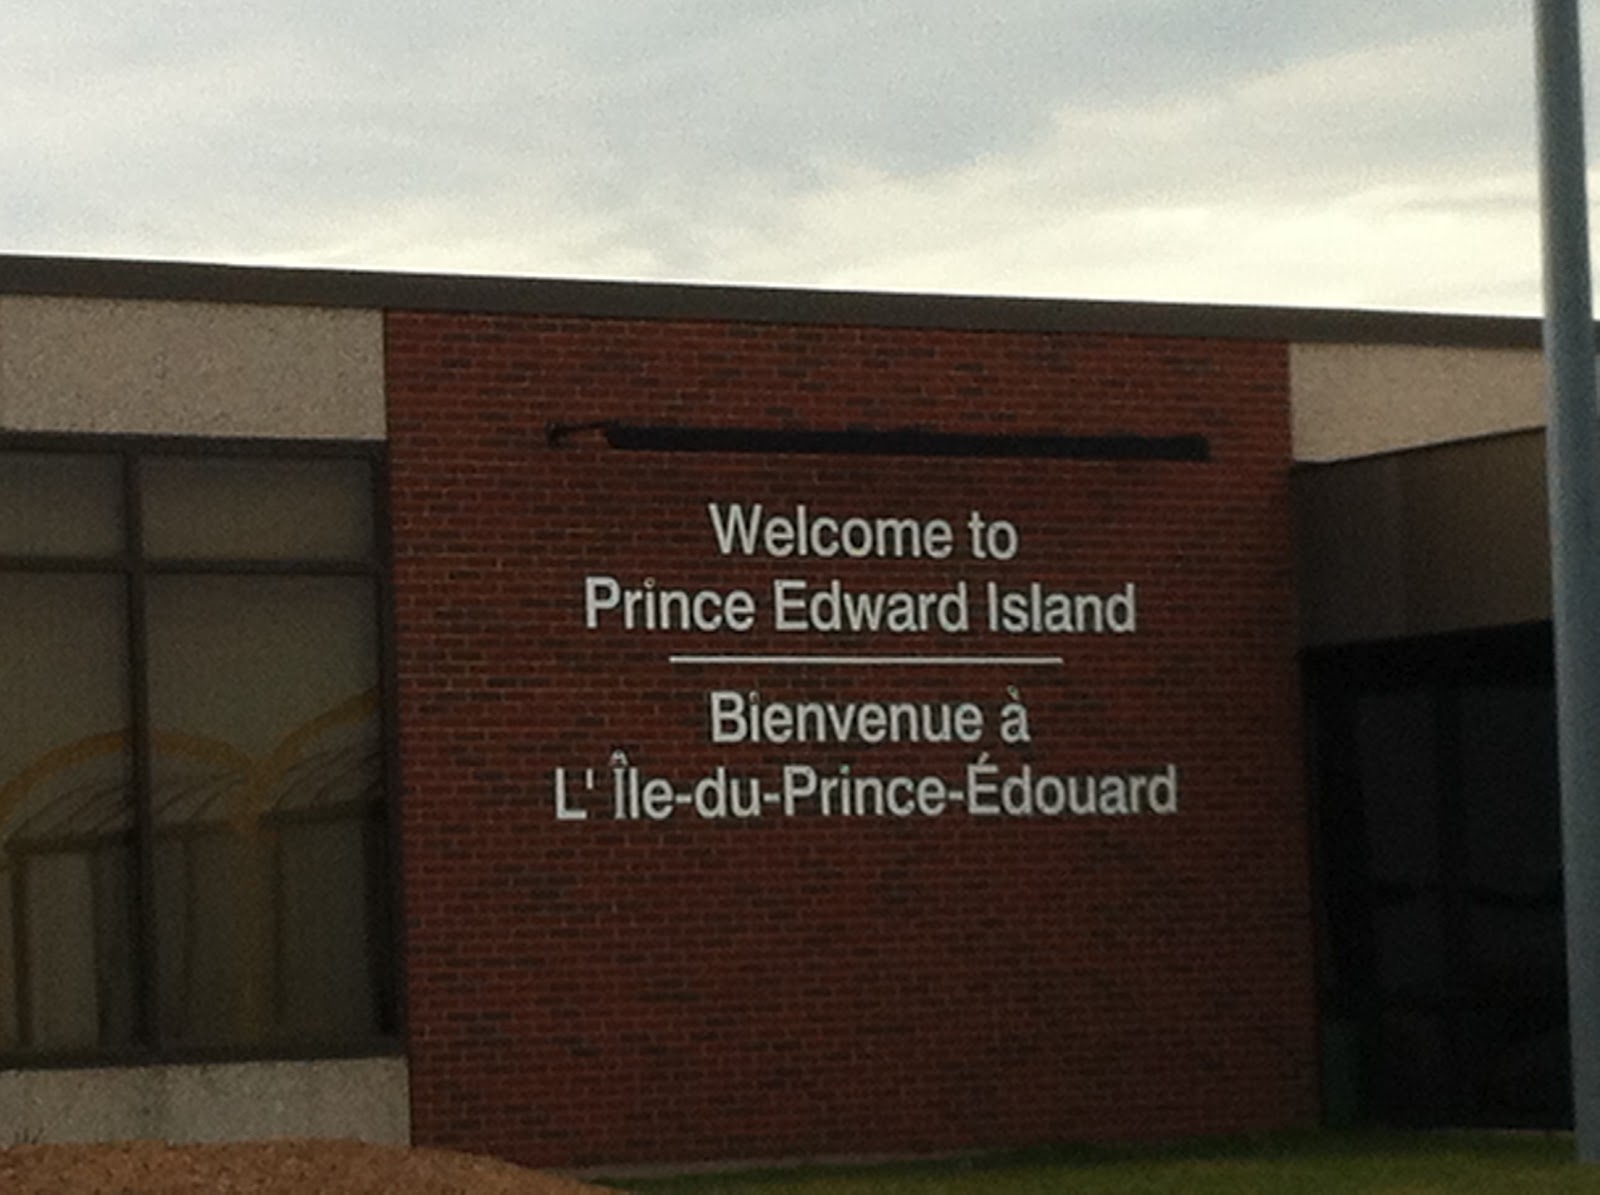 Welcome to
Prince Edward Island
Bienvenue à
L' Île-du-Prince-Édouard